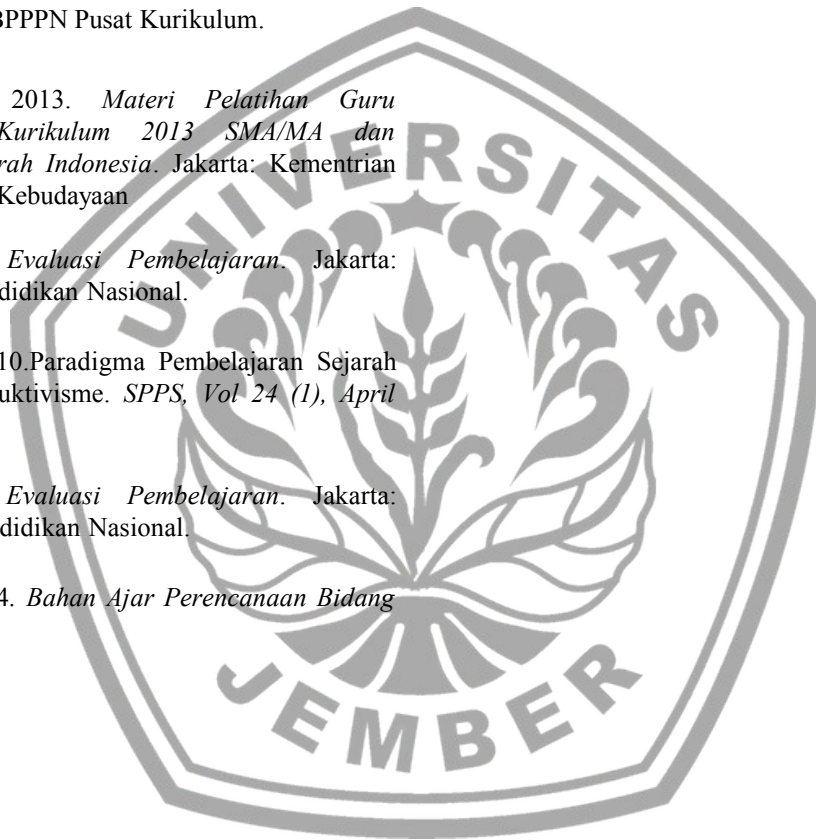 BPPPN Pusat Kurikulum.
2013. Materi Pelatihan Guru
Kurikulum 2013 SMA/MA dan
rah Indonesia. Jakarta: Kementrian
Kebudayaan
Evaluasi Pembelajaran. Jakarta:
didikan Nasional.
10.Paradigma Pembelajaran Sejarah
uktivisme. SPPS, Vol 24 (1), April
Evaluasi Pembelajaran. Jakarta:
didikan Nasional.
4. Bahan Ajar Perencanaan Bidang
UNIVERSITAS
JEMBER